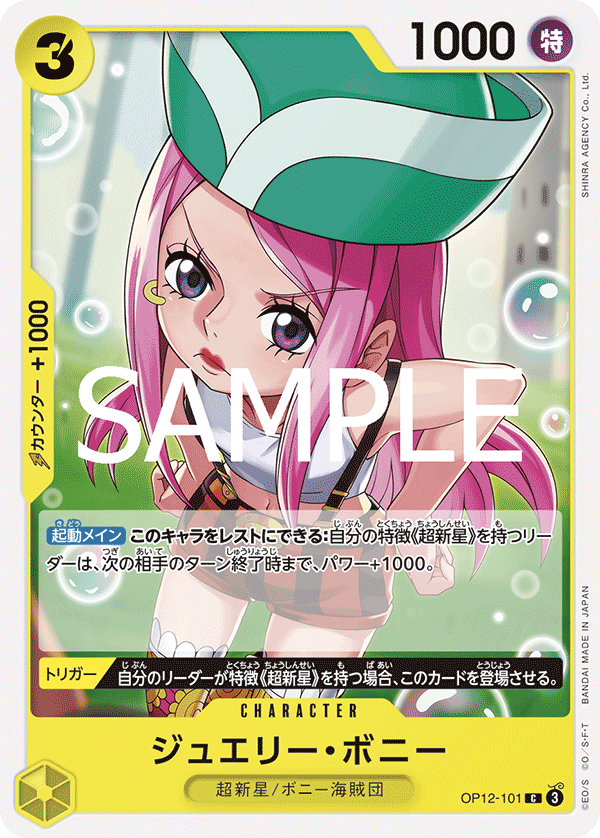 3
1000
特
SHINRA AGENCY Co., Ltd.
カウンター +1000
SAMPLE
起動メイン このキャラをレストにできる:自分の特徴《超新星》を持つリー
ダーは、次の相手のターン終了時まで、パワー+1000。
トリガー 自分のリーダーが特徴《超新星》を持つ場合、このカードを登場させる。
BANDAI MADE IN JAPAN
©E.O/S ©O/S・F・T
CHARACTER
ジュエリー・ボニー
超新星/ボニー海賊団
OP12-101 C 3